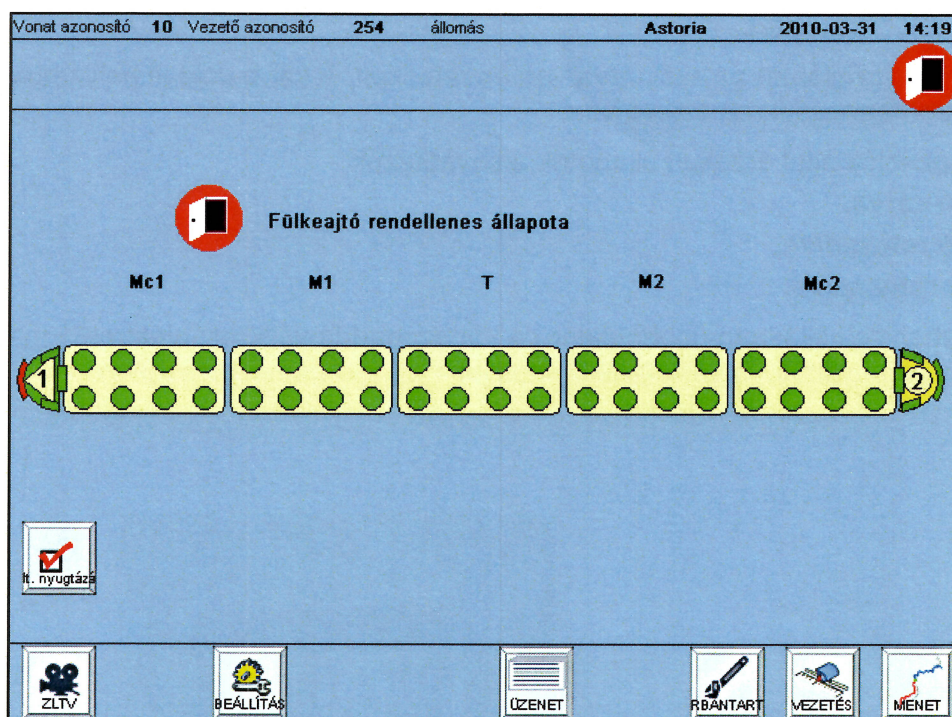 Vonat azonosító 10 Vezető azonosító 254 állomás Astoria 2010-03-31 14:19
Fülkeajtó rendellenes állapota
Mc1 M1 T M2 Mc2
1 2
lt. nyugtázá
ZLTV BEÁLLÍTÁS ÜZENET RBANTART VEZETÉS MENET